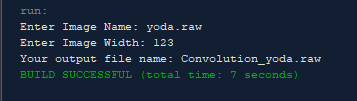 run:
Enter Image Name: yoda.raw
Enter Image Width: 123
Your output file name: Convolution_yoda.raw
BUILD SUCCESSFUL (total time: 7 seconds)